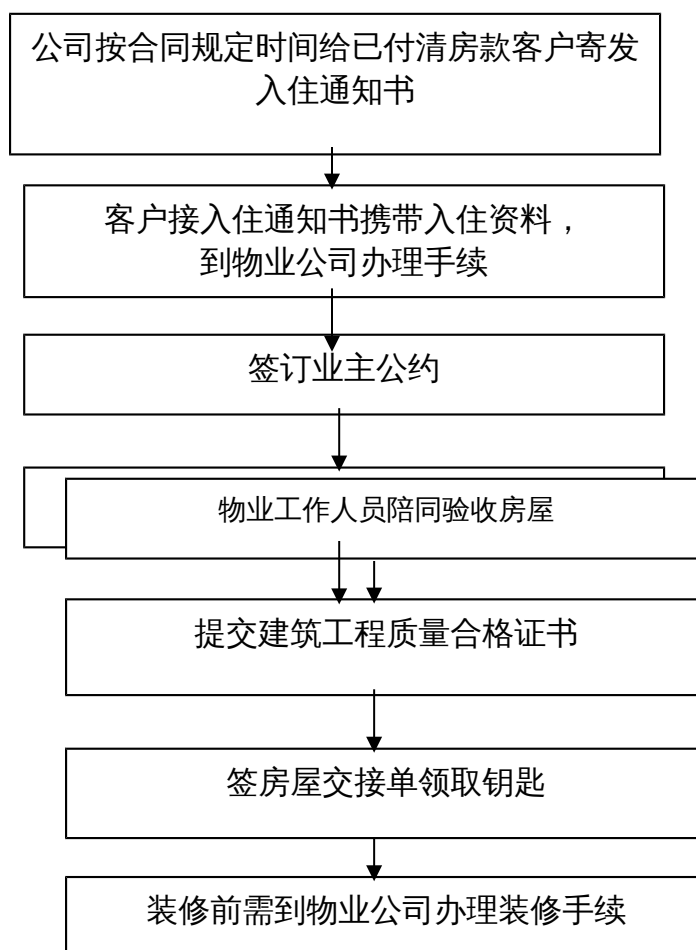 公司按合同规定时间给已付清房款客户寄发
入住通知书
客户接入住通知书携带入住资料，
到物业公司办理手续
签订业主公约
物业工作人员陪同验收房屋
提交建筑工程质量合格证书
签房屋交接单领取钥匙
装修前需到物业公司办理装修手续